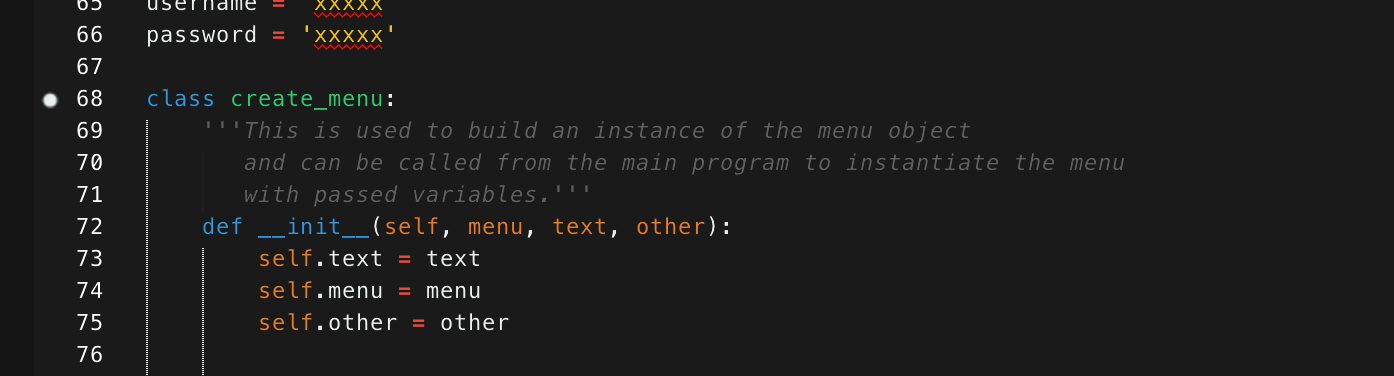 65 username = 'xxxxx'
66 password = 'xxxxx'
67
68 class create_menu:
69 '''This is used to build an instance of the menu object
70 and can be called from the main program to instantiate the menu
71 with passed variables.'''
72 def __init__(self, menu, text, other):
73 self.text = text
74 self.menu = menu
75 self.other = other
76